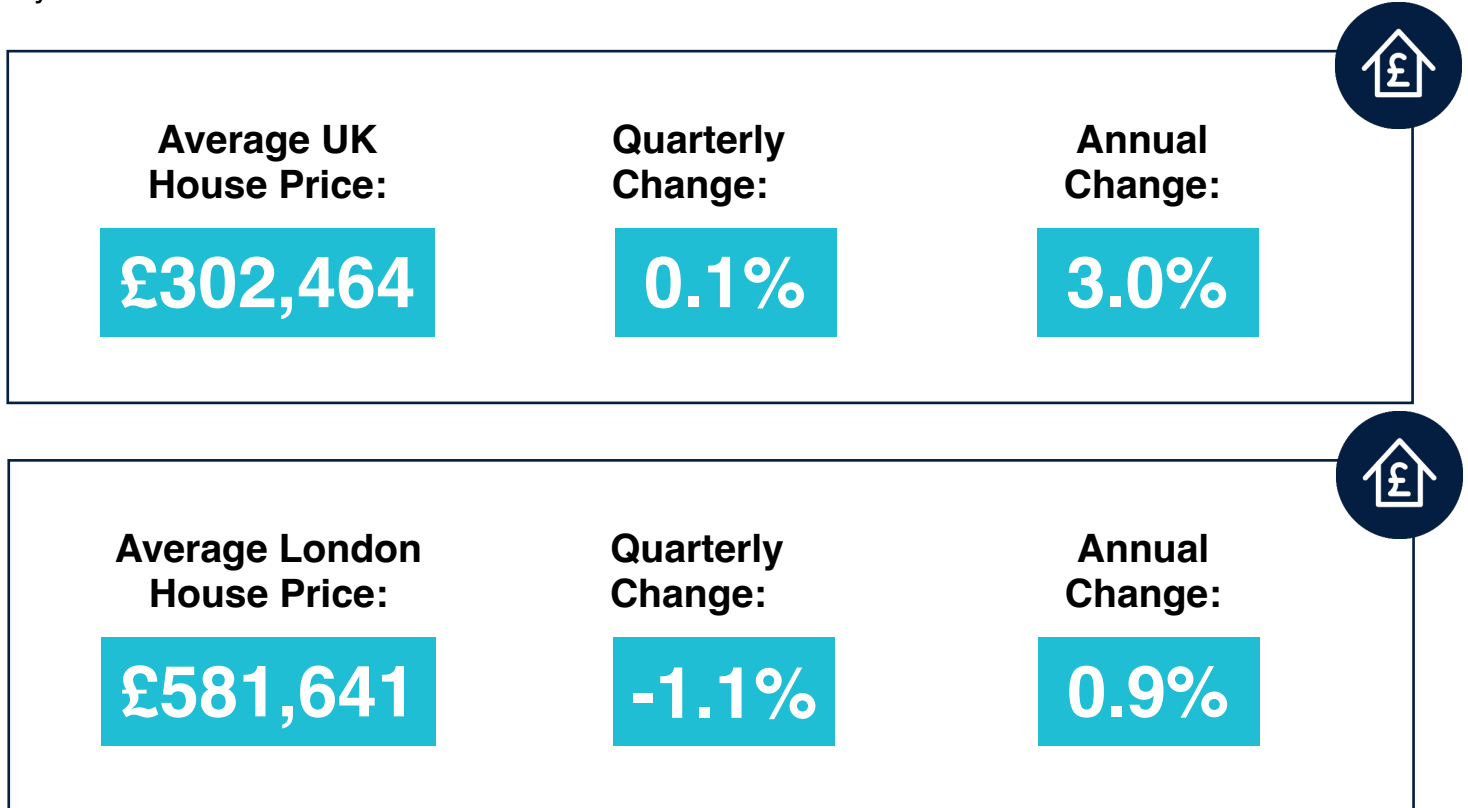 Average UK
House Price:
Quarterly
Change:
Annual
Change:
£302,464
0.1%
3.0%
Average London
House Price:
Quarterly
Change:
Annual
Change:
£581,641
-1.1%
0.9%